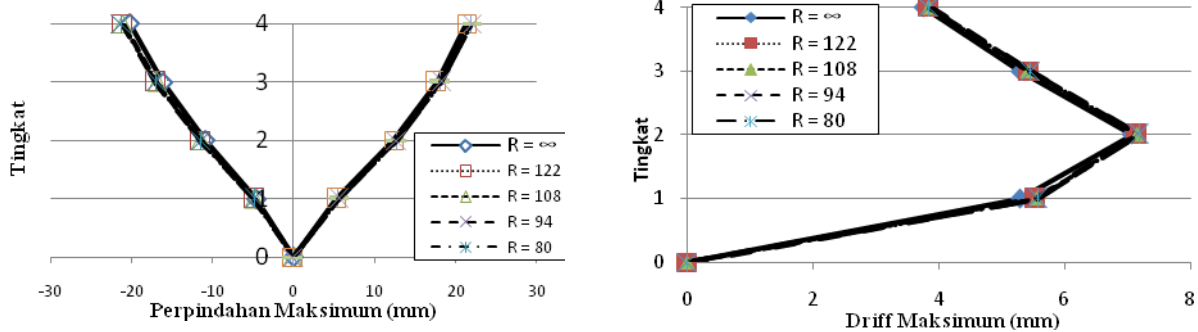 4
3
2
1
0
Tingkat
-30
-20
-10
0
10
20
30
Perpindahan Maksimum (mm)
R = ∞
R = 122
R = 108
R = 94
R = 80
4
3
2
1
0
Tingkat
0
2
4
6
8
Driff Maksimum (mm)
R = ∞
R = 122
R = 108
R = 94
R = 80